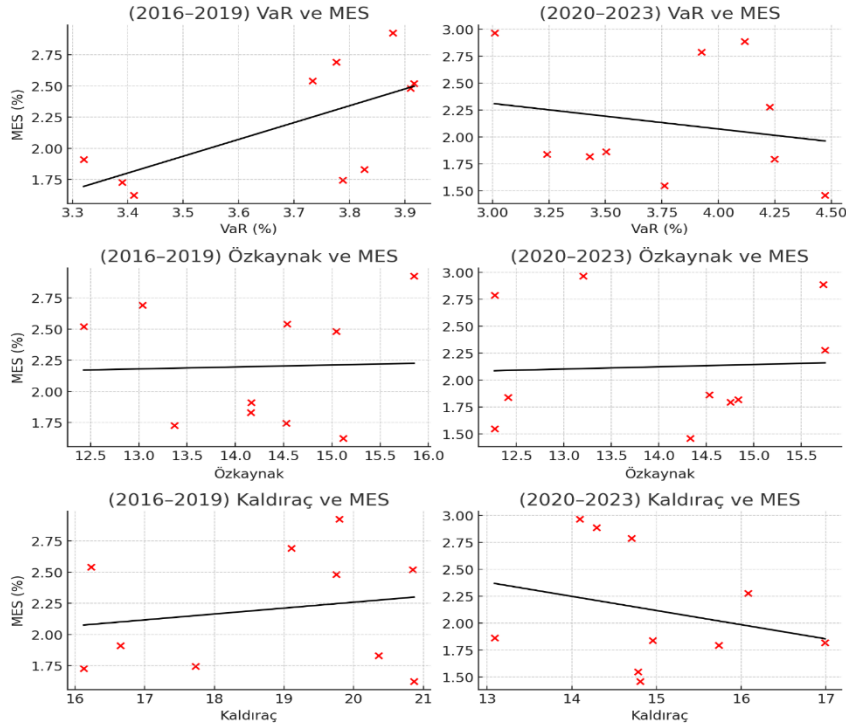 (2016–2019) VaR ve MES
MES (%)
2.75
2.50
2.25
2.00
1.75
3.3 3.4 3.5 3.6 3.7 3.8 3.9
VaR (%)
(2020–2023) VaR ve MES
3.00
2.75
2.50
2.25
2.00
1.75
1.50
3.00 3.25 3.50 3.75 4.00 4.25 4.50
VaR (%)
(2016–2019) Özkaynak ve MES
MES (%)
2.75
2.50
2.25
2.00
1.75
12.5 13.0 13.5 14.0 14.5 15.0 15.5 16.0
Özkaynak
(2020–2023) Özkaynak ve MES
3.00
2.75
2.50
2.25
2.00
1.75
1.50
12.5 13.0 13.5 14.0 14.5 15.0 15.5
Özkaynak
(2016–2019) Kaldıraç ve MES
MES (%)
2.75
2.50
2.25
2.00
1.75
16 17 18 19 20 21
Kaldıraç
(2020–2023) Kaldıraç ve MES
3.00
2.75
2.50
2.25
2.00
1.75
1.50
13 14 15 16 17
Kaldıraç